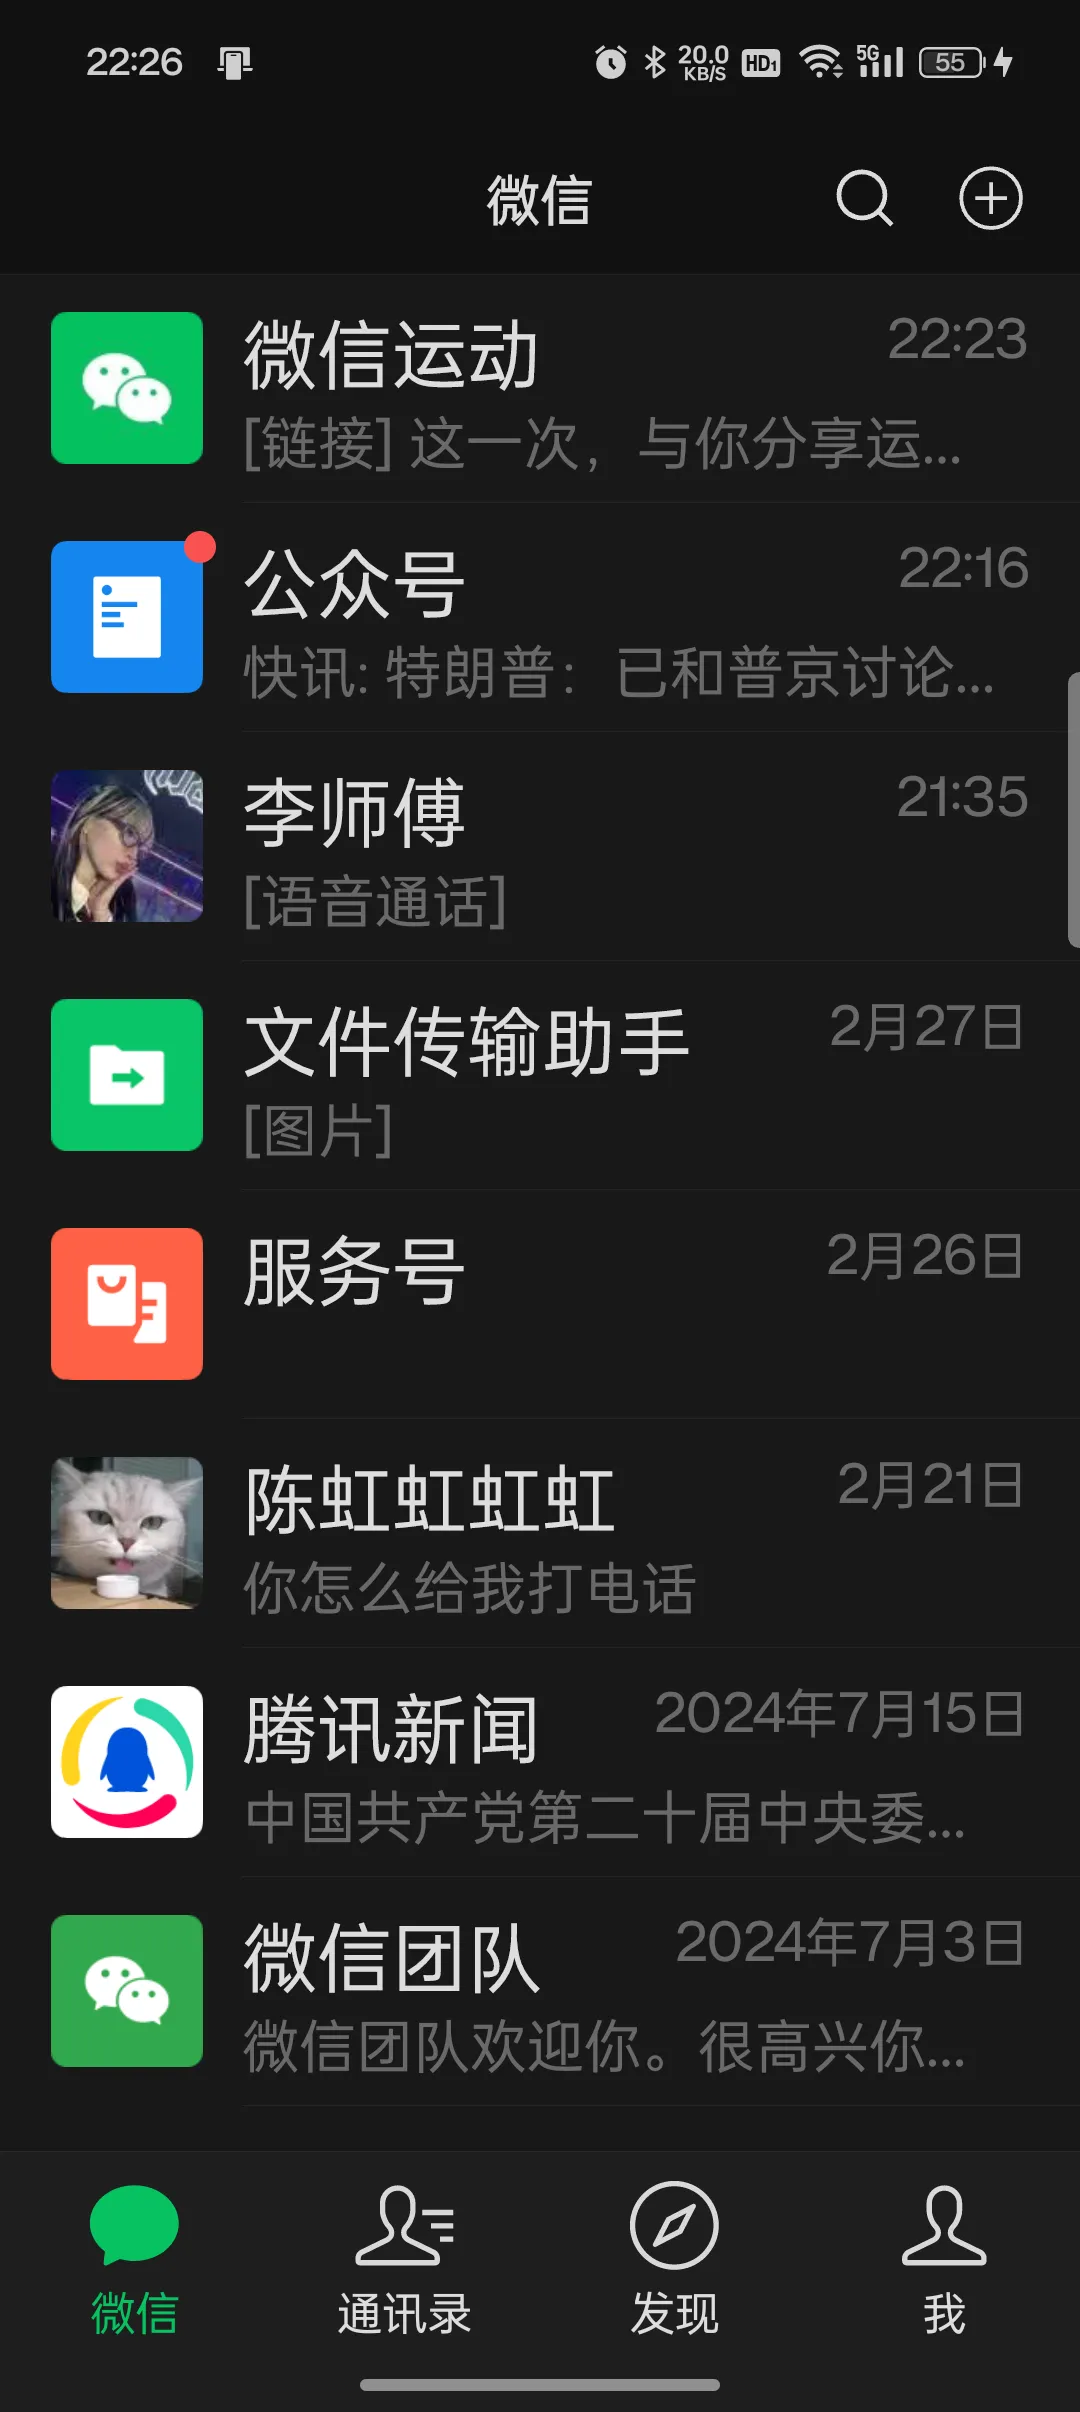 22:26
20.0
KB/S
HD1
5G
55
微信
微信运动
22:23
[链接] 这一次，与你分享运...
公众号
22:16
快讯: 特朗普：已和普京讨论...
李师傅
21:35
[语音通话]
文件传输助手
2月27日
[图片]
服务号
2月26日
陈虹虹虹虹
2月21日
你怎么给我打电话
腾讯新闻
2024年7月15日
中国共产党第二十届中央委...
微信团队
2024年7月3日
微信团队欢迎你。很高兴你...
微信
通讯录
发现
我